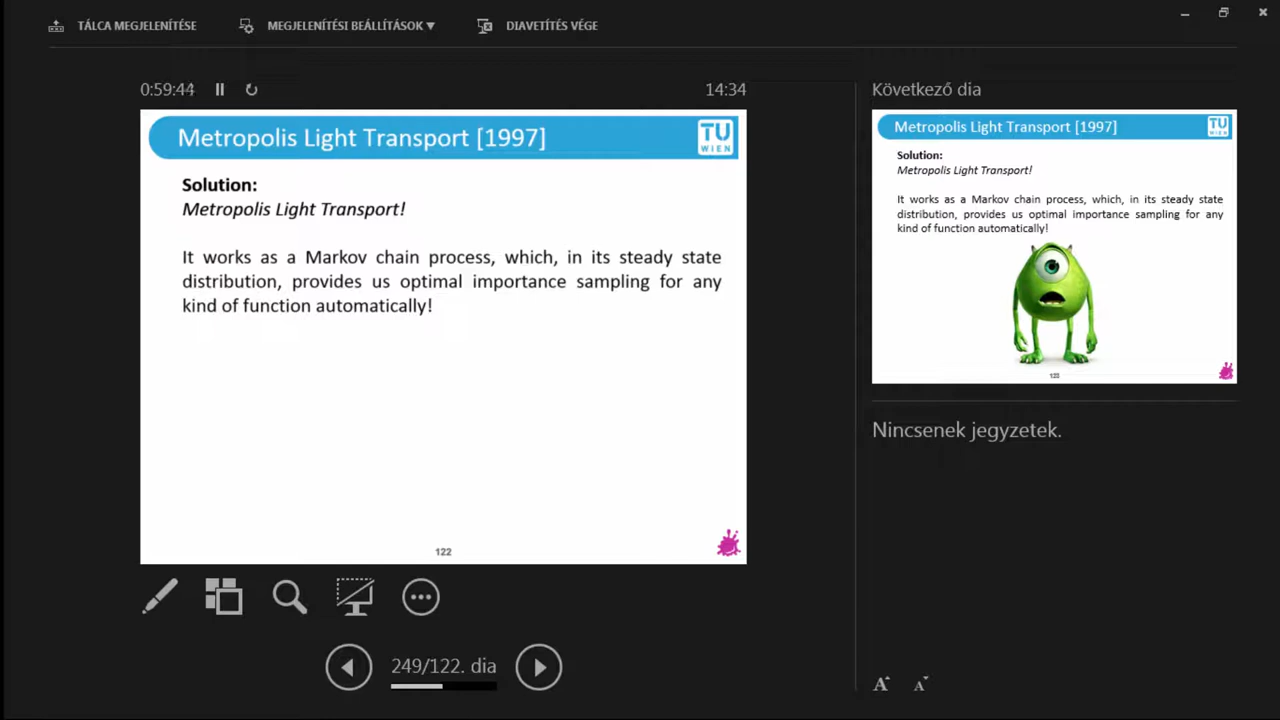 TÁLCA MEGJELENÍTÉSE
MEGJELENÍTÉSI BEÁLLÍTÁSOK ▼
DIAVETÍTÉS VÉGE
0:59:44
14:34
Metropolis Light Transport [1997]
TU
WIEN
Solution:
Metropolis Light Transport!
It works as a Markov chain process, which, in its steady state
distribution, provides us optimal importance sampling for any
kind of function automatically!
122
249/122. dia
Következő dia
Metropolis Light Transport [1997]
TU
WIEN
Solution:
Metropolis Light Transport!
It works as a Markov chain process, which, in its steady state
distribution, provides us optimal importance sampling for any
kind of function automatically!
123
Nincsenek jegyzetek.
A A